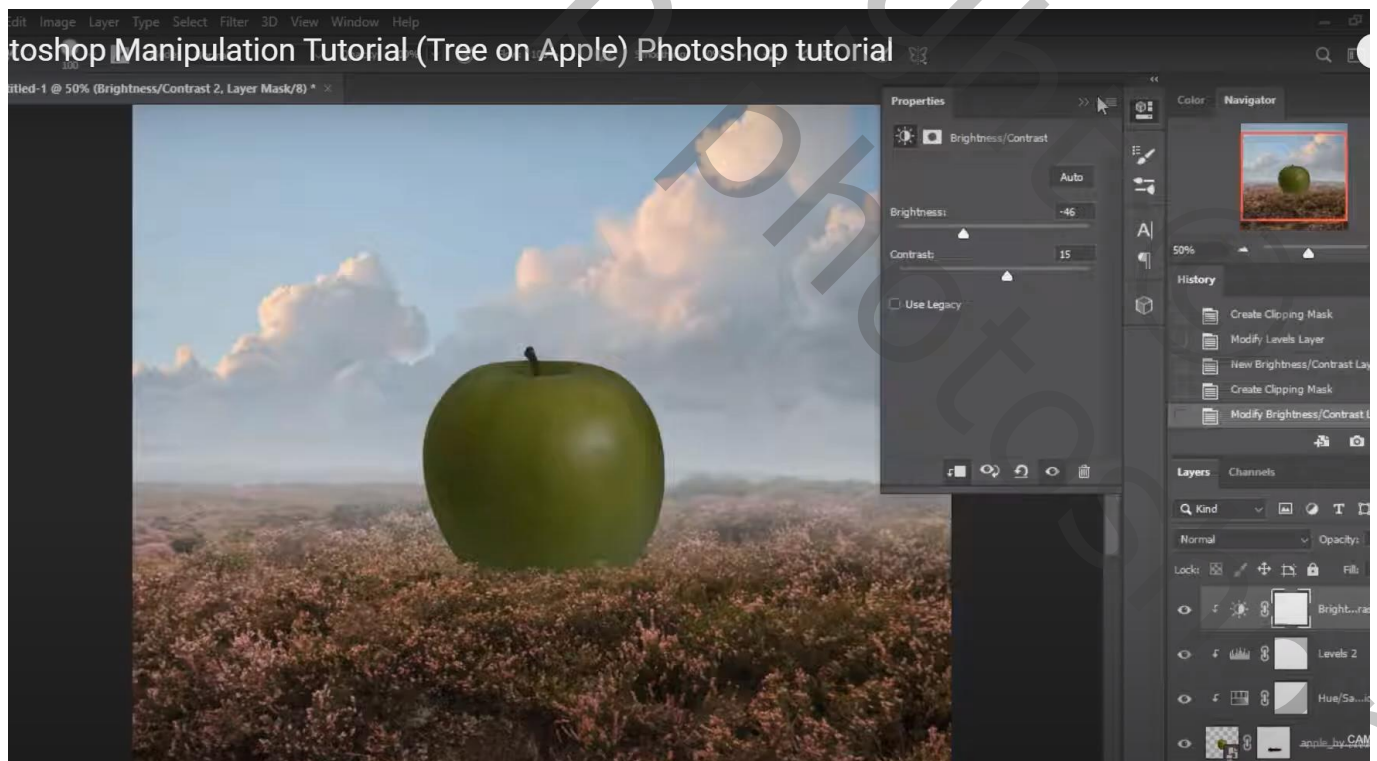 Edit Image Layer Type Select Filter 3D View Window Help
toshop Manipulation Tutorial (Tree on Apple) Photoshop tutorial
100
titled-1 @ 50% (Brightness/Contrast 2, Layer Mask/8) * ×
Properties
Brightness/Contrast
Auto
Brightness: -46
Contrast: 15
Use Legacy
Color Navigator
50%
History
Create Clipping Mask
Modify Levels Layer
New Brightness/Contrast Lay
Create Clipping Mask
Modify Brightness/Contrast L
Layers Channels
Kind
Normal Opacity:
Lock: Fill:
Bright...ras
Levels 2
Hue/Sa...
apple_by CAM